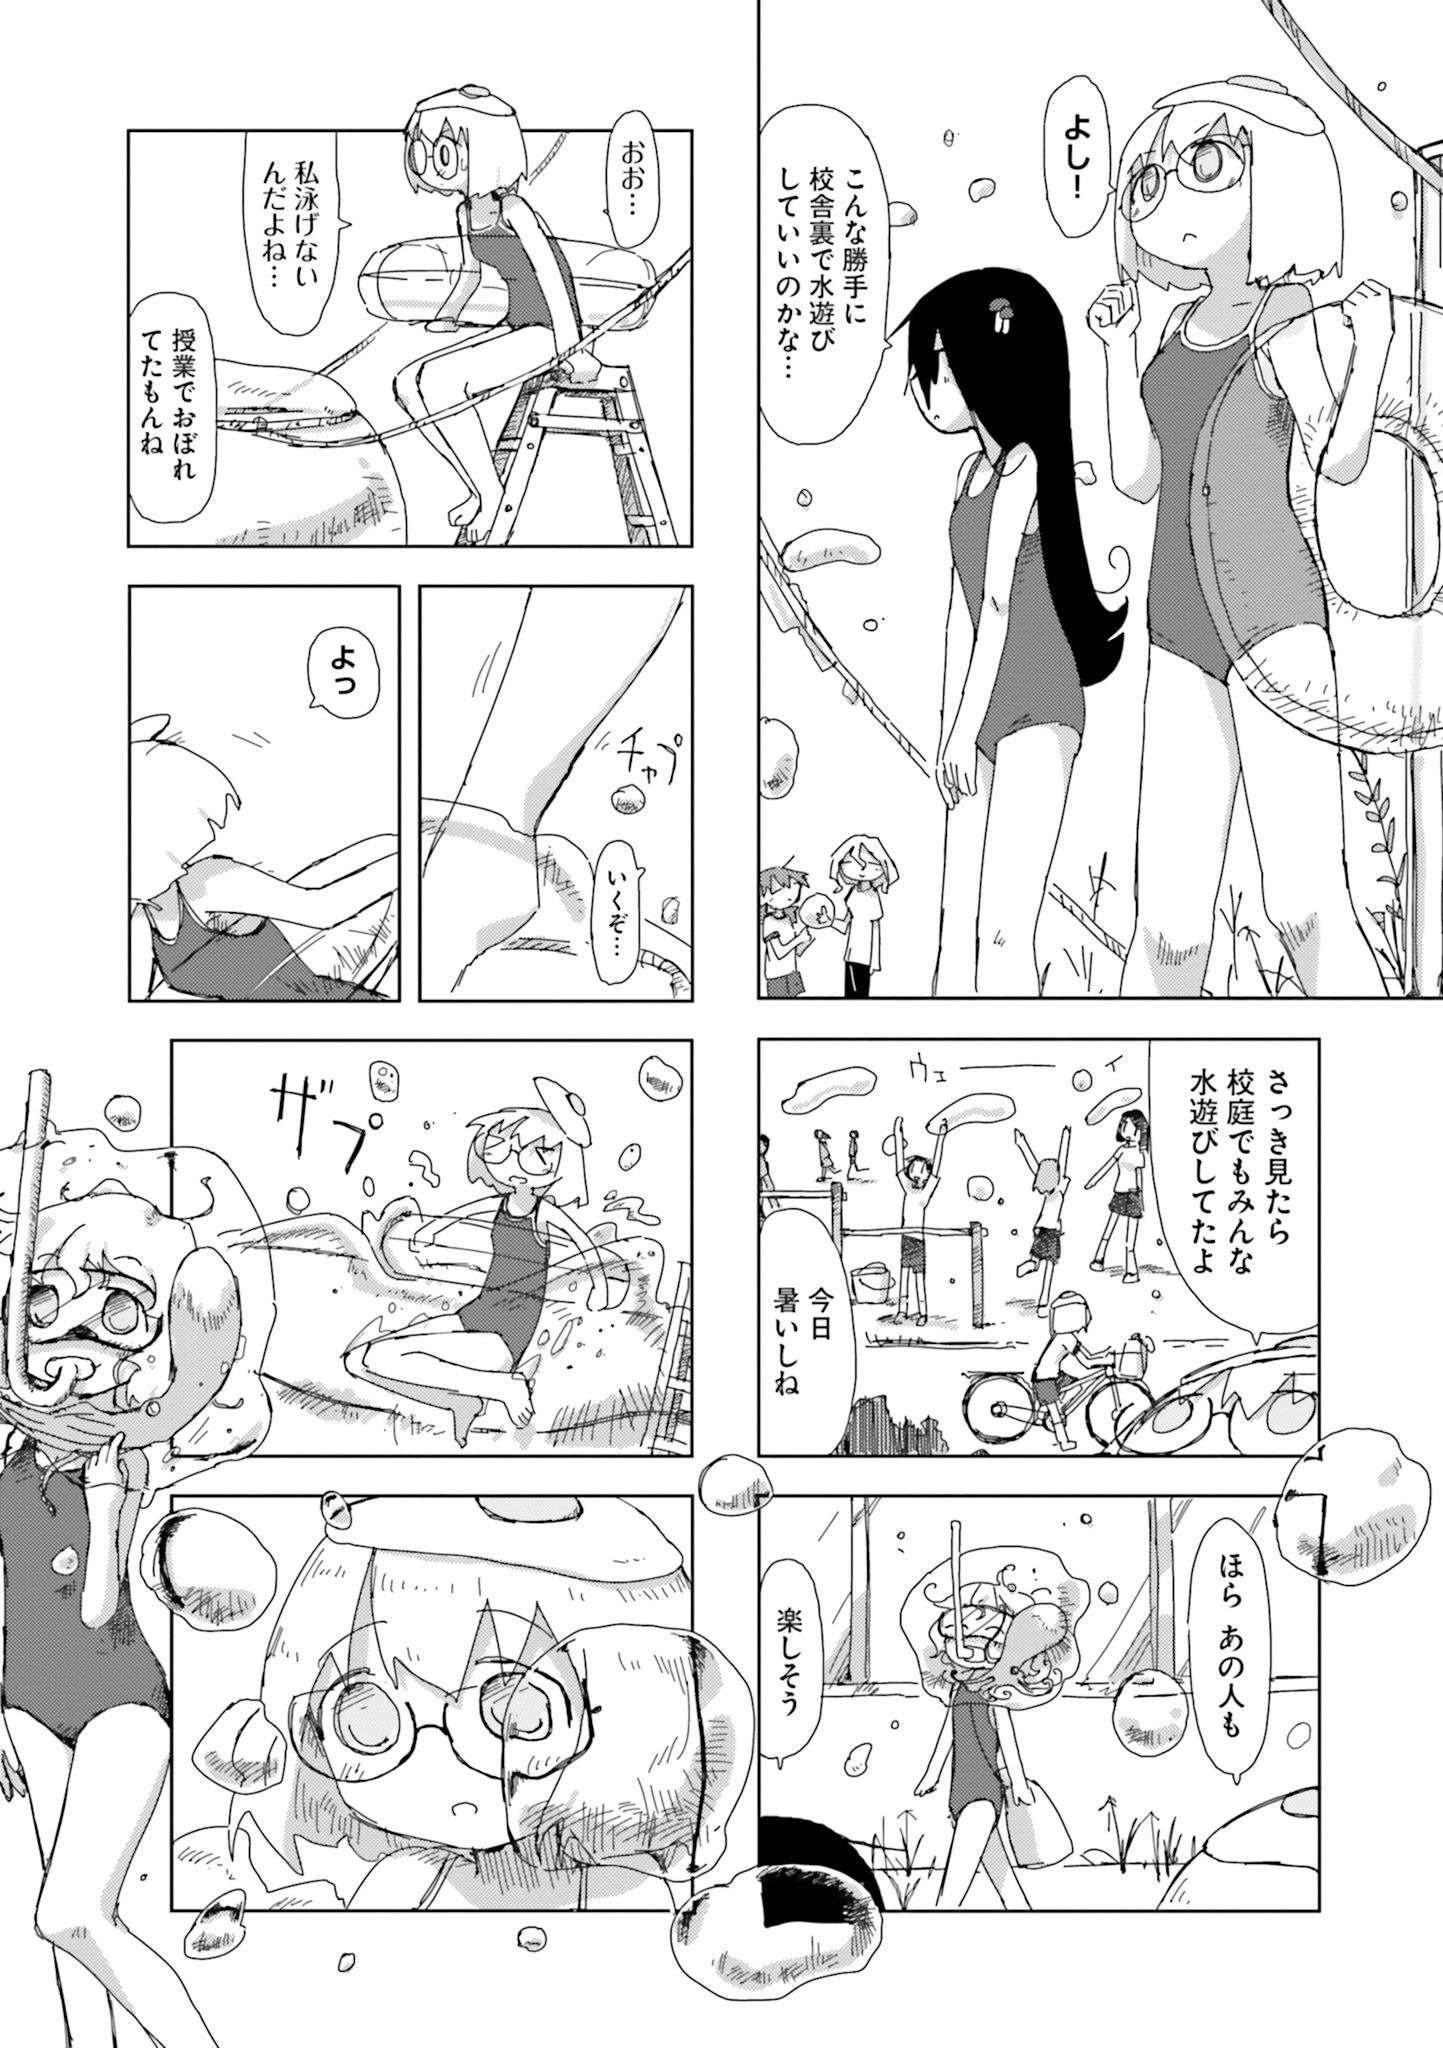 よし！
こんな勝手に
校舎裏で水遊び
していいのかな…
さっき見たら
校庭でもみんな
水遊びしてたよ
ウェーーイ
今日
暑いしね
ほら あの人も
楽しそう
おお…
私泳げない
んだよね…
授業でおぼれ
てたもんね
チャプ
いくぞ…
よっ
ザブ